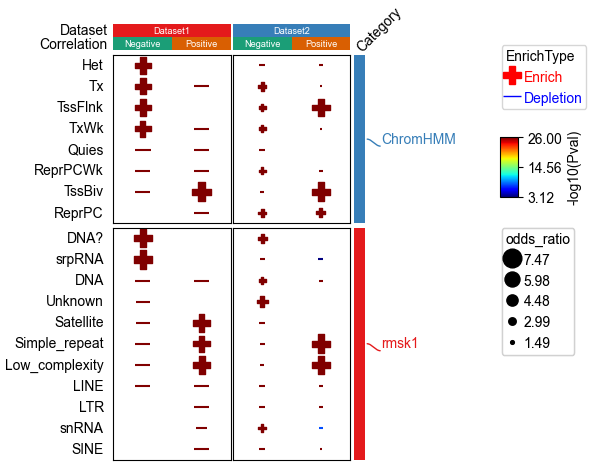 Dataset
Dataset1
Dataset2
Correlation
Negative
Positive
Negative
Positive
Category
Het
Tx
TssFlnk
TxWk
Quies
ReprPCWk
TssBiv
ReprPC
DNA?
srpRNA
DNA
Unknown
Satellite
Simple_repeat
Low_complexity
LINE
LTR
snRNA
SINE
ChromHMM
rmsk1
EnrichType
Enrich
Depletion
26.00
14.56
3.12
-log10(Pval)
odds_ratio
7.47
5.98
4.48
2.99
1.49